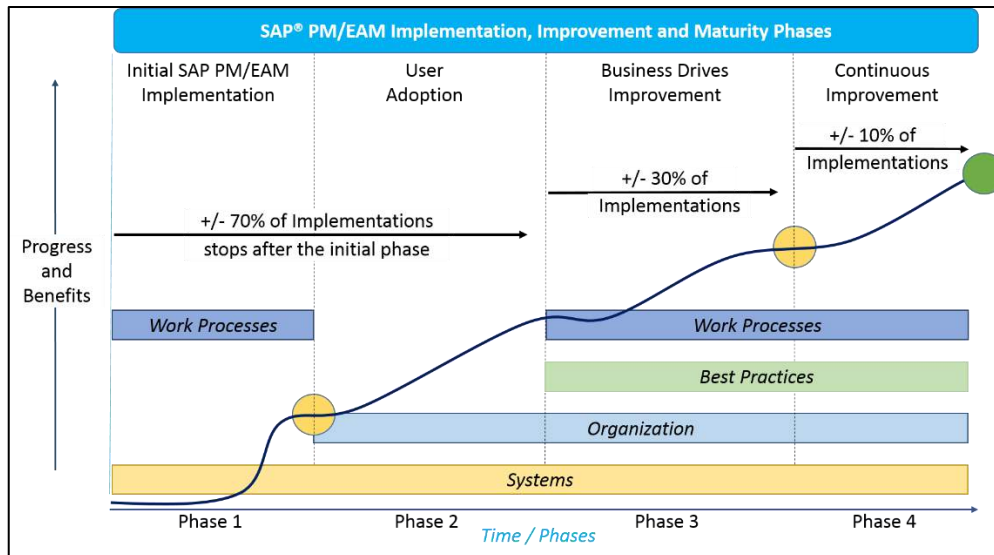 SAP® PM/EAM Implementation, Improvement and Maturity Phases
Initial SAP PM/EAM
Implementation
User
Adoption
Business Drives
Improvement
Continuous
Improvement
+/- 10% of
Implementations
+/- 30% of
Implementations
+/- 70% of Implementations
stops after the initial phase
Progress
and
Benefits
Work Processes
Work Processes
Best Practices
Organization
Systems
Phase 1
Phase 2
Phase 3
Phase 4
Time / Phases